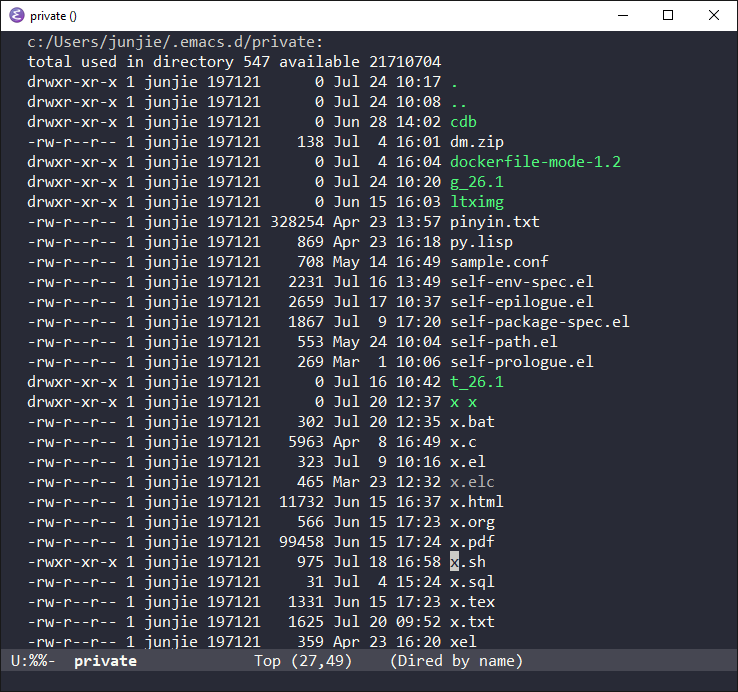 private ()
c:/Users/junjie/.emacs.d/private:
total used in directory 547 available 21710704
drwxr-xr-x 1 junjie 197121      0 Jul 24 10:17 .
drwxr-xr-x 1 junjie 197121      0 Jul 24 10:08 ..
drwxr-xr-x 1 junjie 197121      0 Jun 28 14:02 cdb
-rw-r--r-- 1 junjie 197121    138 Jul  4 16:01 dm.zip
drwxr-xr-x 1 junjie 197121      0 Jul  4 16:04 dockerfile-mode-1.2
drwxr-xr-x 1 junjie 197121      0 Jul 24 10:20 g_26.1
drwxr-xr-x 1 junjie 197121      0 Jun 15 16:03 ltximg
-rw-r--r-- 1 junjie 197121 328254 Apr 23 13:57 pinyin.txt
-rw-r--r-- 1 junjie 197121    869 Apr 23 16:18 py.lisp
-rw-r--r-- 1 junjie 197121    708 May 14 16:49 sample.conf
-rw-r--r-- 1 junjie 197121   2231 Jul 16 13:49 self-env-spec.el
-rw-r--r-- 1 junjie 197121   2659 Jul 17 10:37 self-epilogue.el
-rw-r--r-- 1 junjie 197121   1867 Jul  9 17:20 self-package-spec.el
-rw-r--r-- 1 junjie 197121    553 May 24 10:04 self-path.el
-rw-r--r-- 1 junjie 197121    269 Mar  1 10:06 self-prologue.el
drwxr-xr-x 1 junjie 197121      0 Jul 16 10:42 t_26.1
drwxr-xr-x 1 junjie 197121      0 Jul 20 12:37 x x
-rw-r--r-- 1 junjie 197121    302 Jul 20 12:35 x.bat
-rw-r--r-- 1 junjie 197121   5963 Apr  8 16:49 x.c
-rw-r--r-- 1 junjie 197121    323 Jul  9 10:16 x.el
-rw-r--r-- 1 junjie 197121    465 Mar 23 12:32 x.elc
-rw-r--r-- 1 junjie 197121  11732 Jun 15 16:37 x.html
-rw-r--r-- 1 junjie 197121    566 Jun 15 17:23 x.org
-rw-r--r-- 1 junjie 197121  99458 Jun 15 17:24 x.pdf
-rwxr-xr-x 1 junjie 197121    975 Jul 18 16:58 x.sh
-rw-r--r-- 1 junjie 197121     31 Jul  4 15:24 x.sql
-rw-r--r-- 1 junjie 197121   1331 Jun 15 17:23 x.tex
-rw-r--r-- 1 junjie 197121   1625 Jul 20 09:52 x.txt
-rw-r--r-- 1 junjie 197121    359 Apr 23 16:20 xel
U:%%-  private             Top (27,49)    (Dired by name)